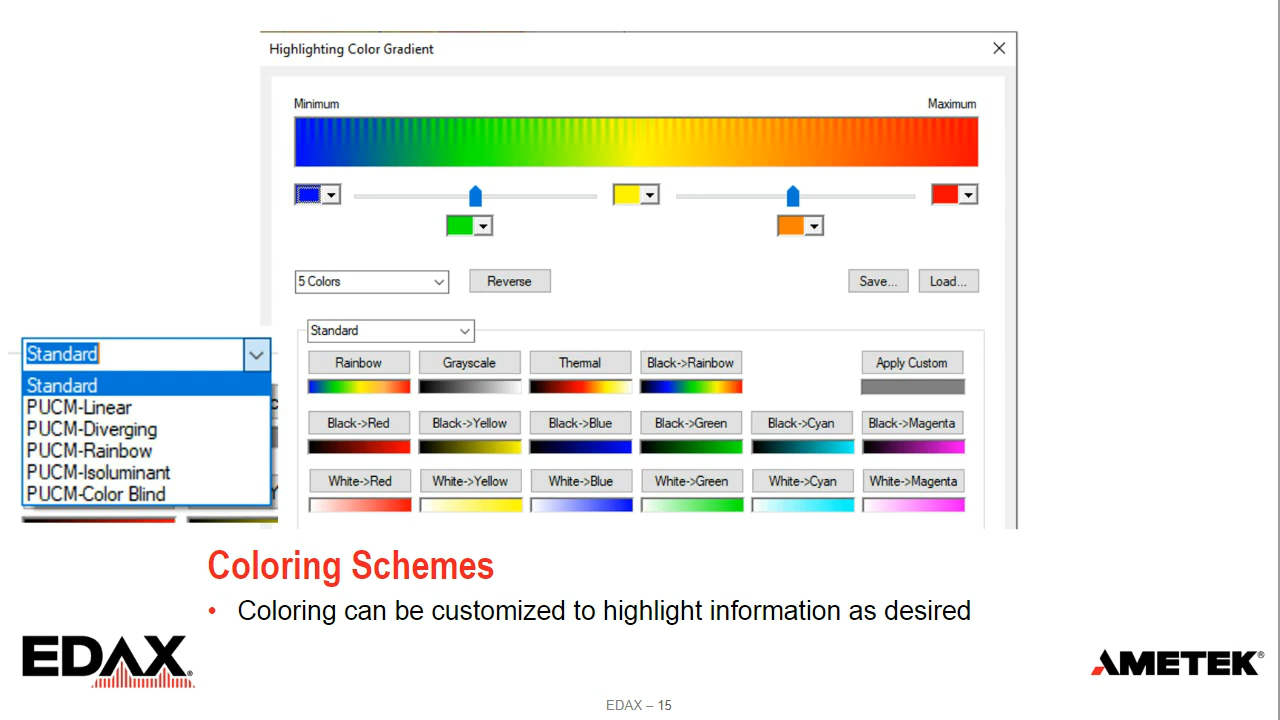 Highlighting Color Gradient
Minimum
Maximum
5 Colors
Reverse
Save...
Load...
Standard
Rainbow
Grayscale
Thermal
Black->Rainbow
Apply Custom
Black->Red
Black->Yellow
Black->Blue
Black->Green
Black->Cyan
Black->Magenta
White->Red
White->Yellow
White->Blue
White->Green
White->Cyan
White->Magenta
Standard
Standard
PUCM-Linear
PUCM-Diverging
PUCM-Rainbow
PUCM-Isoluminant
PUCM-Color Blind
Coloring Schemes
• Coloring can be customized to highlight information as desired
EDAX
AMETEK®
EDAX – 15